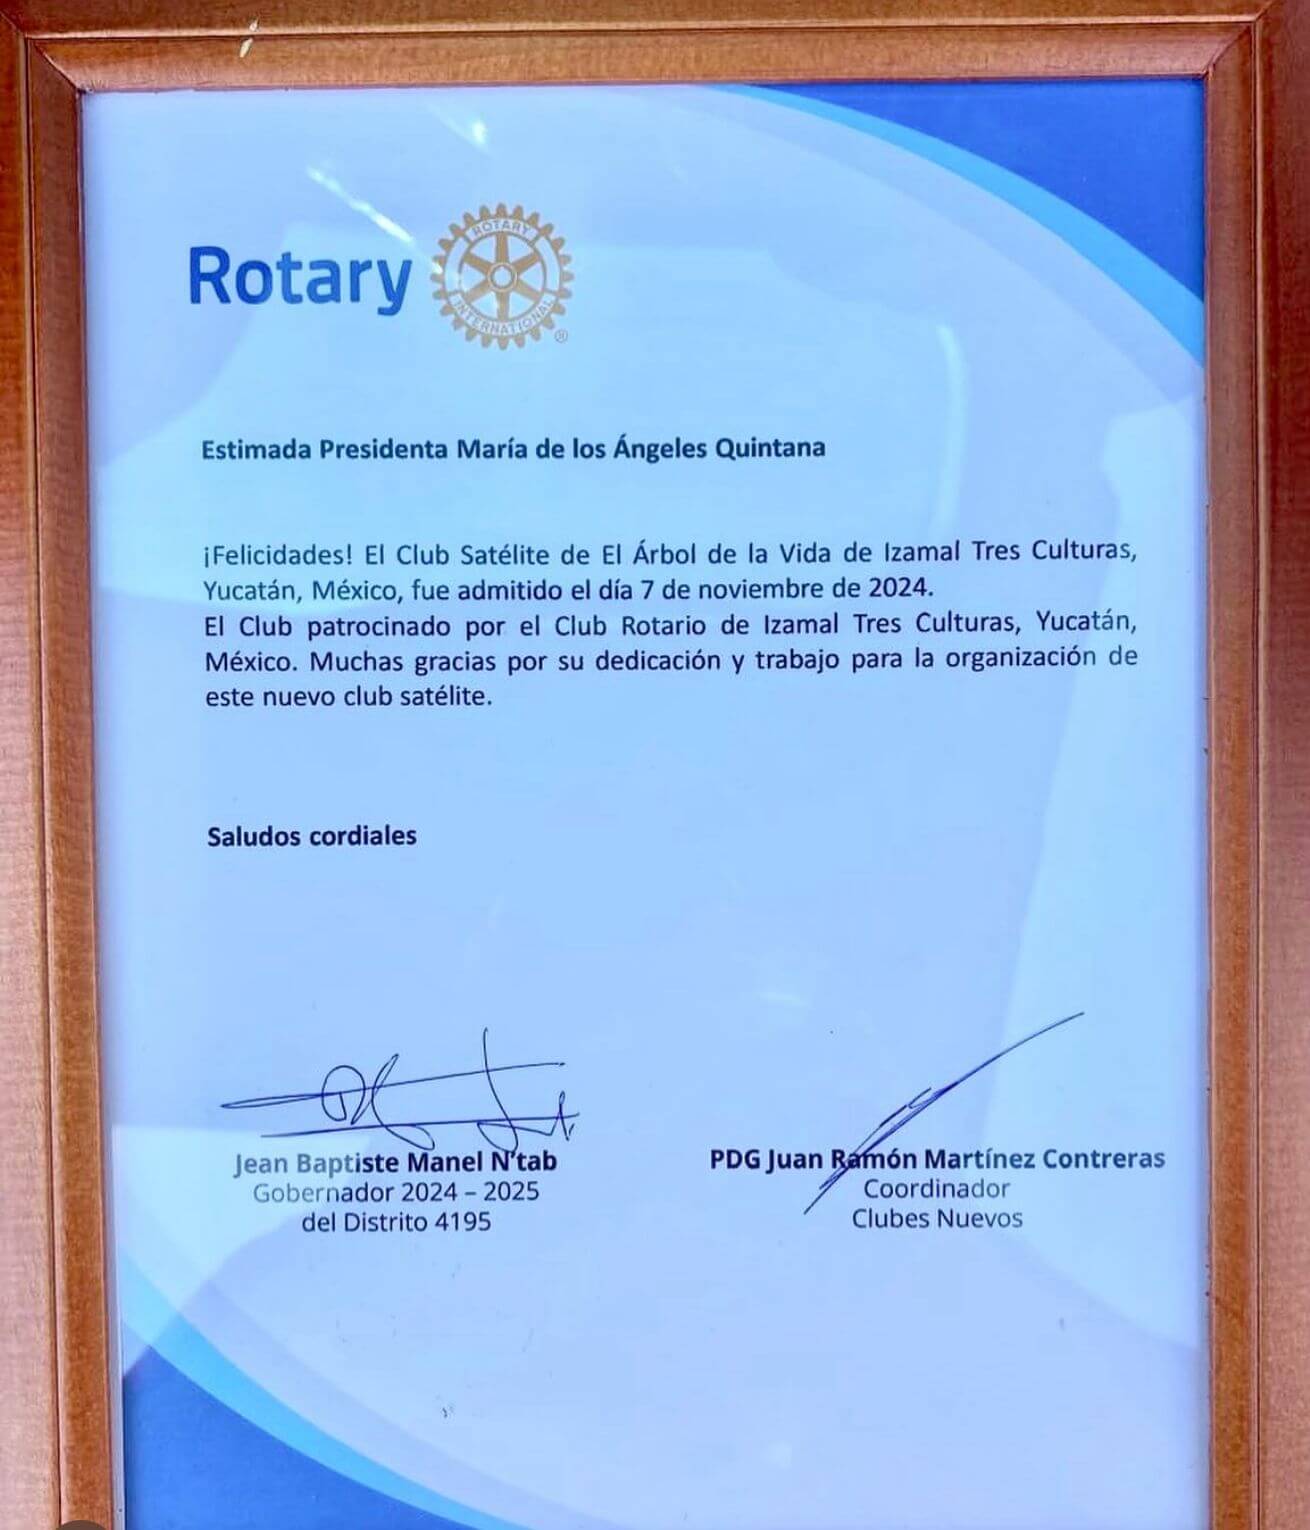 Rotary
ROTARY
INTERNATIONAL
®
Estimada Presidenta María de los Ángeles Quintana
¡Felicidades! El Club Satélite de El Árbol de la Vida de Izamal Tres Culturas,
Yucatán, México, fue admitido el día 7 de noviembre de 2024.
El Club patrocinado por el Club Rotario de Izamal Tres Culturas, Yucatán,
México. Muchas gracias por su dedicación y trabajo para la organización de
este nuevo club satélite.
Saludos cordiales
Jean Baptiste Manel N'tab
Gobernador 2024 – 2025
del Distrito 4195
PDG Juan Ramón Martínez Contreras
Coordinador
Clubes Nuevos